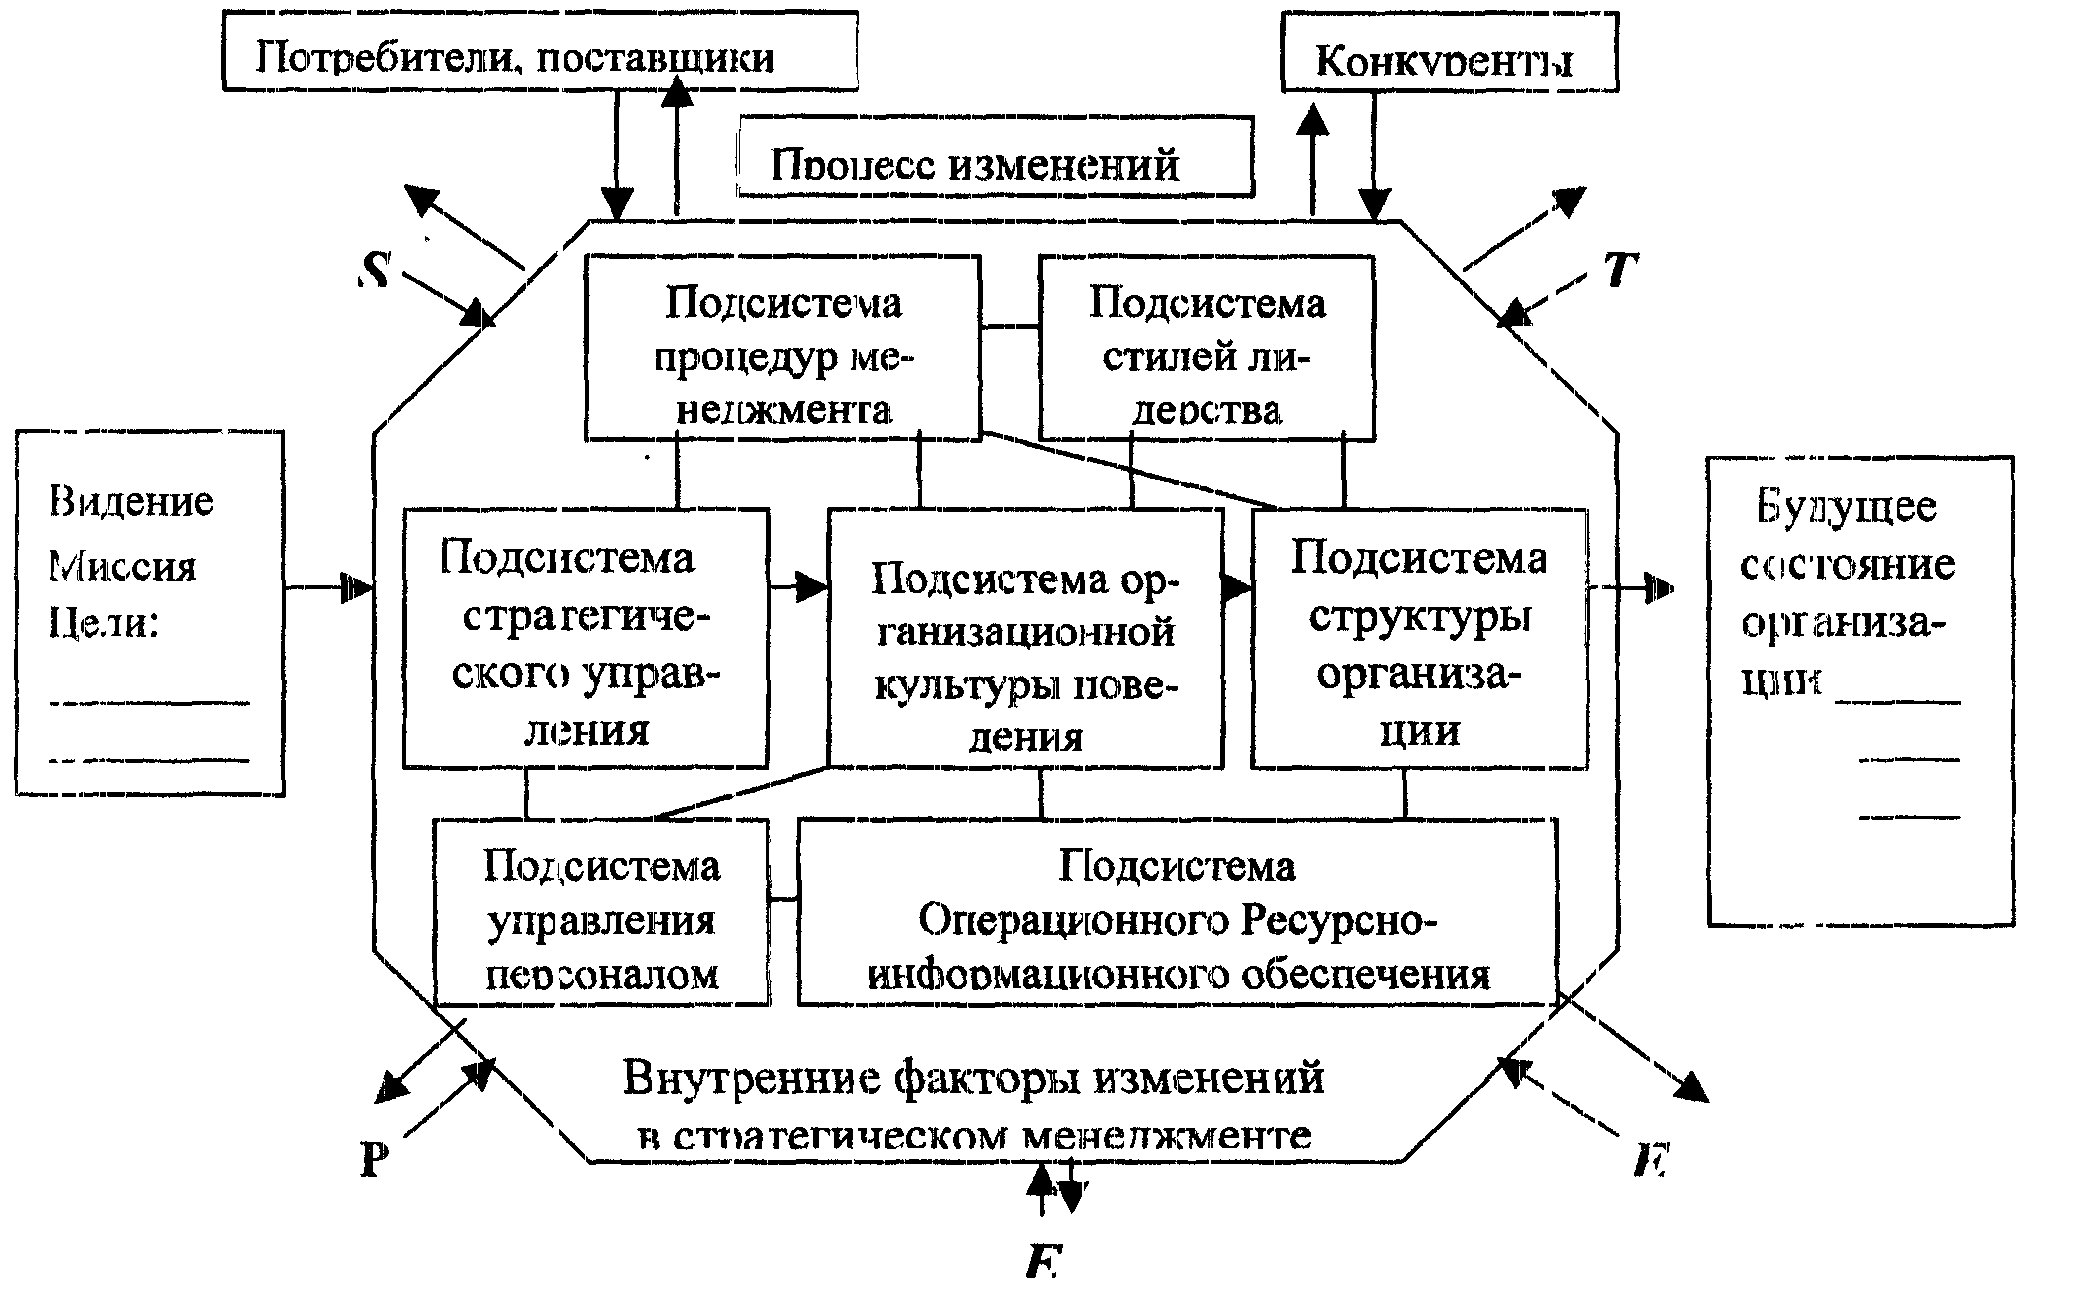 Потребители, поставщики
Конкуренты
Процесс изменений
S
T
Подсистема
процедур ме-
неджмента
Подсистема
стилей ли-
дерства
Видение
Миссия
Цели:
Подсистема
стратегиче-
ского управ-
ления
Подсистема ор-
ганизационной
культуры пове-
дения
Подсистема
структуры
организа-
ции
Будущее
состояние
организа-
ции
Подсистема
управления
персоналом
Подсистема
Операционного Ресурсно-
информационного обеспечения
Внутренние факторы изменений
в стратегическом менеджменте
P
E
E